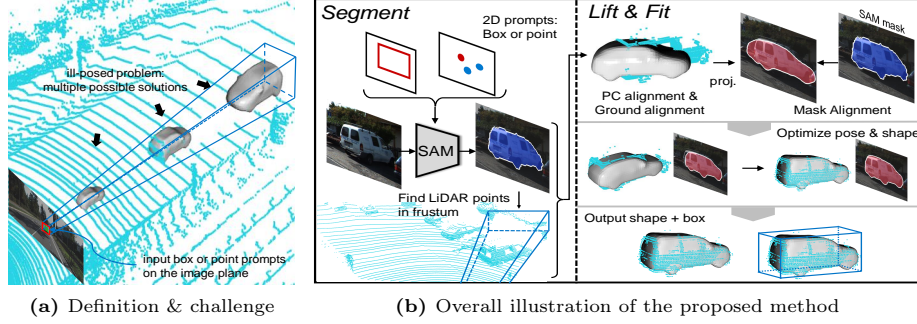 ill-posed problem:
multiple possible solutions
input box or point prompts
on the image plane
(a) Definition & challenge
Segment
2D prompts:
Box or point
SAM
Find LiDAR points
in frustum
Lift & Fit
SAM mask
proj.
PC alignment &
Ground alignment
Mask Alignment
Optimize pose & shape
Output shape + box
(b) Overall illustration of the proposed method